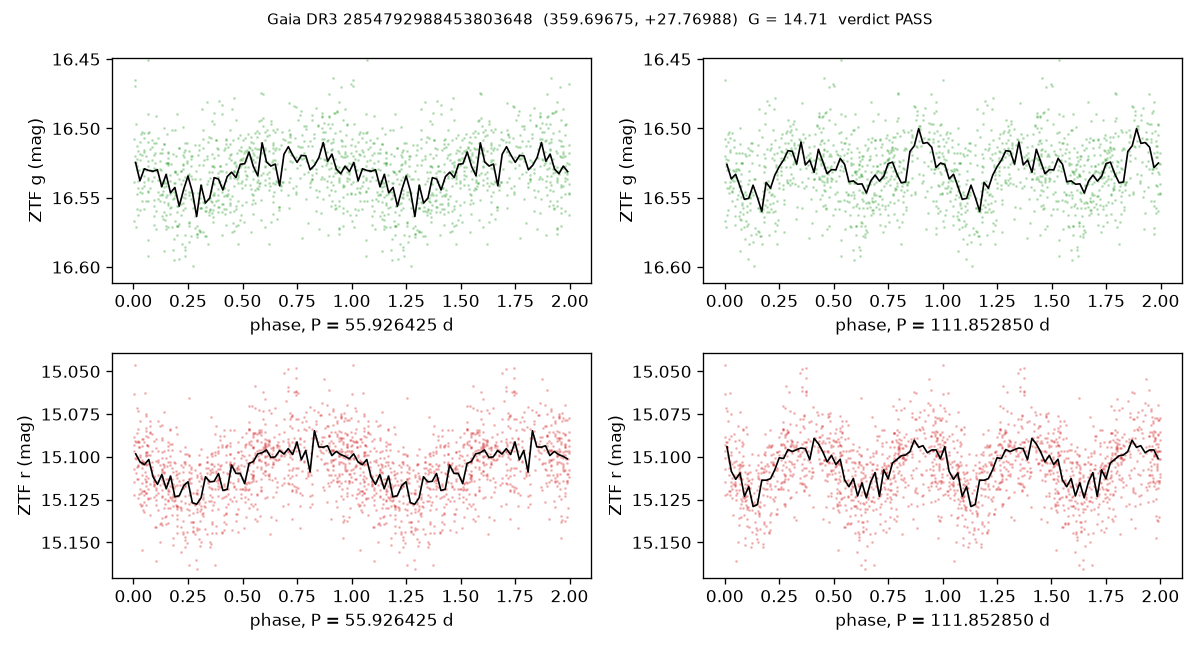 Gaia DR3 2854792988453803648  (359.69675, +27.76988)  G = 14.71  verdict PASS
ZTF g (mag)
16.45
16.50
16.55
16.60
0.00 0.25 0.50 0.75 1.00 1.25 1.50 1.75 2.00
phase, P = 55.926425 d
ZTF g (mag)
16.45
16.50
16.55
16.60
0.00 0.25 0.50 0.75 1.00 1.25 1.50 1.75 2.00
phase, P = 111.852850 d
ZTF r (mag)
15.050
15.075
15.100
15.125
15.150
0.00 0.25 0.50 0.75 1.00 1.25 1.50 1.75 2.00
phase, P = 55.926425 d
ZTF r (mag)
15.050
15.075
15.100
15.125
15.150
0.00 0.25 0.50 0.75 1.00 1.25 1.50 1.75 2.00
phase, P = 111.852850 d